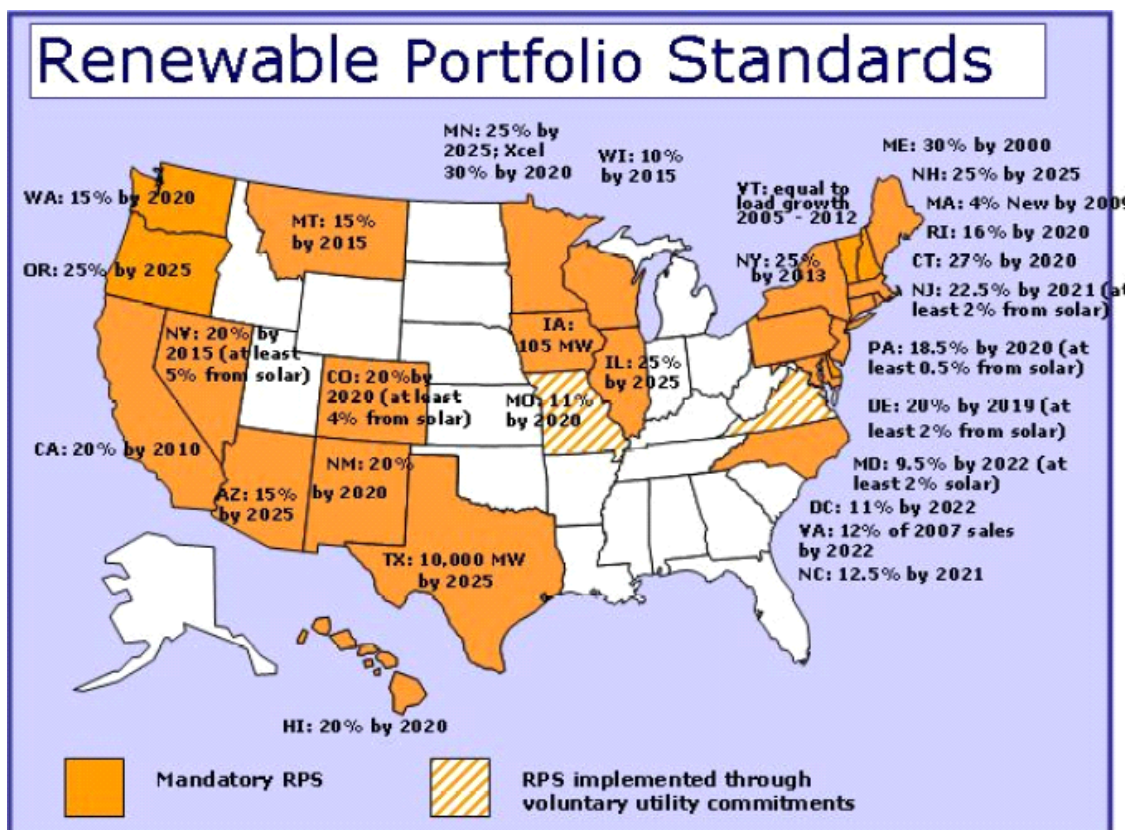 Renewable Portfolio Standards
MN: 25% by
2025; Xcel
30% by 2020
WI: 10%
by 2015
ME: 30% by 2000
NH: 25% by 2025
VT: equal to
load growth
2005 - 2012
MA: 4% New by 2009
RI: 16% by 2020
WA: 15% by 2020
MT: 15%
by 2015
OR: 25% by 2025
NY: 25%
by 2013
CT: 27% by 2020
NJ: 22.5% by 2021 (at
least 2% from solar)
NV: 20% by
2015 (at least
5% from solar)
IA:
105 MW
IL: 25%
by 2025
PA: 18.5% by 2020 (at
least 0.5% from solar)
CO: 20% by
2020 (at least
4% from solar)
MO: 11%
by 2020
DE: 20% by 2019 (at
least 2% from solar)
CA: 20% by 2010
NM: 20%
by 2020
MD: 9.5% by 2022 (at
least 2% solar)
AZ: 15%
by 2025
DC: 11% by 2022
VA: 12% of 2007 sales
by 2022
NC: 12.5% by 2021
TX: 10,000 MW
by 2025
HI: 20% by 2020
Mandatory RPS
RPS implemented through
voluntary utility commitments